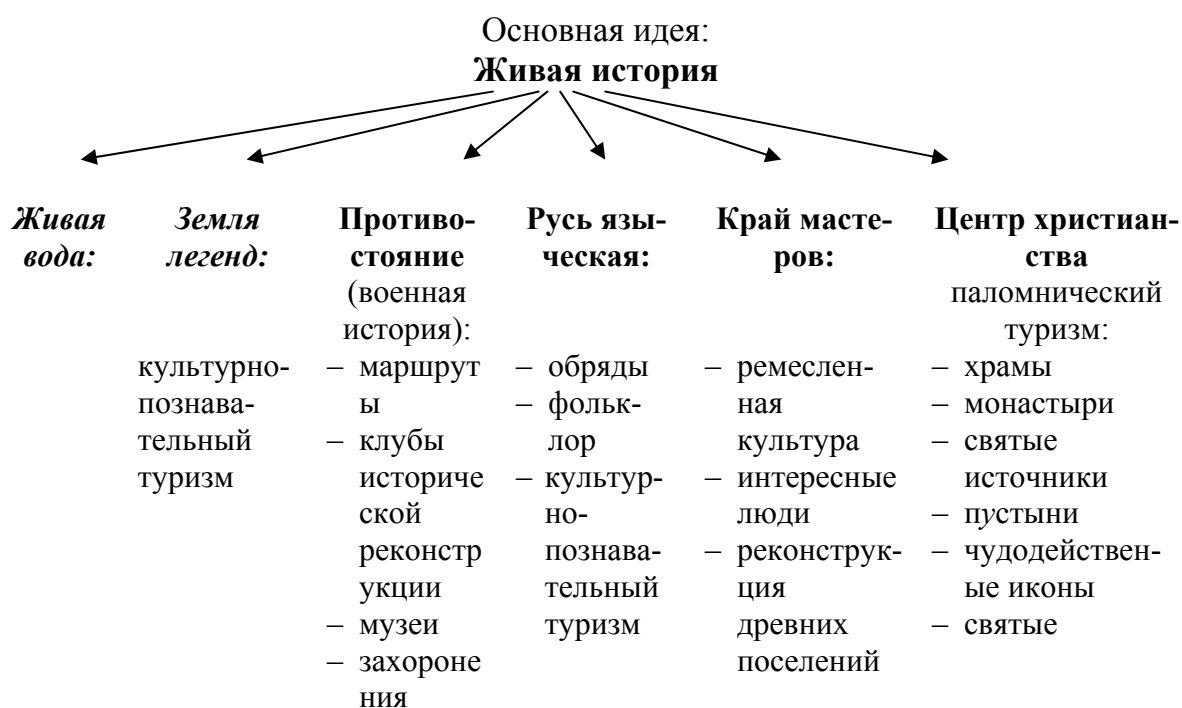 Основная идея:
Живая история
Живая
вода:
Земля
легенд:
культурно-
познава-
тельный
туризм
Противо-
стояние
(военная
история):
– маршрут
ы
– клубы
историче
ской
реконстр
укции
– музеи
– захороне
ния
Русь язы-
ческая:
– обряды
– фольк-
лор
– культур-
но-
познава-
тельный
туризм
Край масте-
ров:
– ремеслен-
ная
культура
– интересные
люди
– реконструк-
ция
древних
поселений
Центр христиан-
ства
паломнический
туризм:
– храмы
– монастыри
– святые
источники
– пустыни
– чудодействен-
ые иконы
– святые